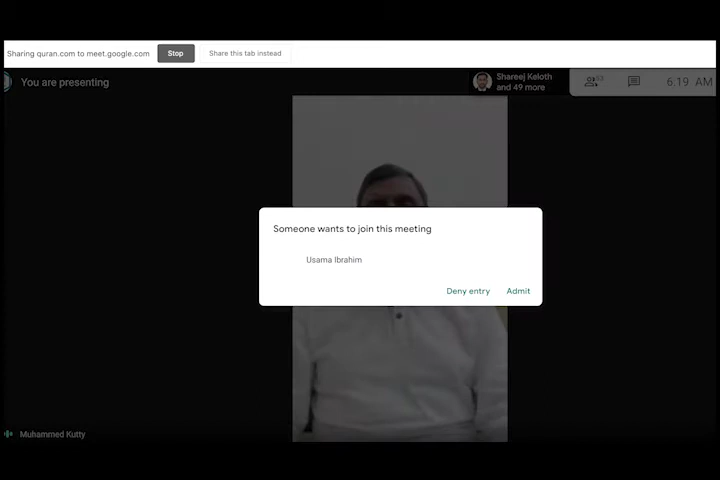 Sharing quran.com to meet.google.com Stop Share this tab instead
You are presenting
Shareej Keloth
and 49 more
6:19 AM
Someone wants to join this meeting
Usama Ibrahim
Deny entry Admit
Muhammed Kutty